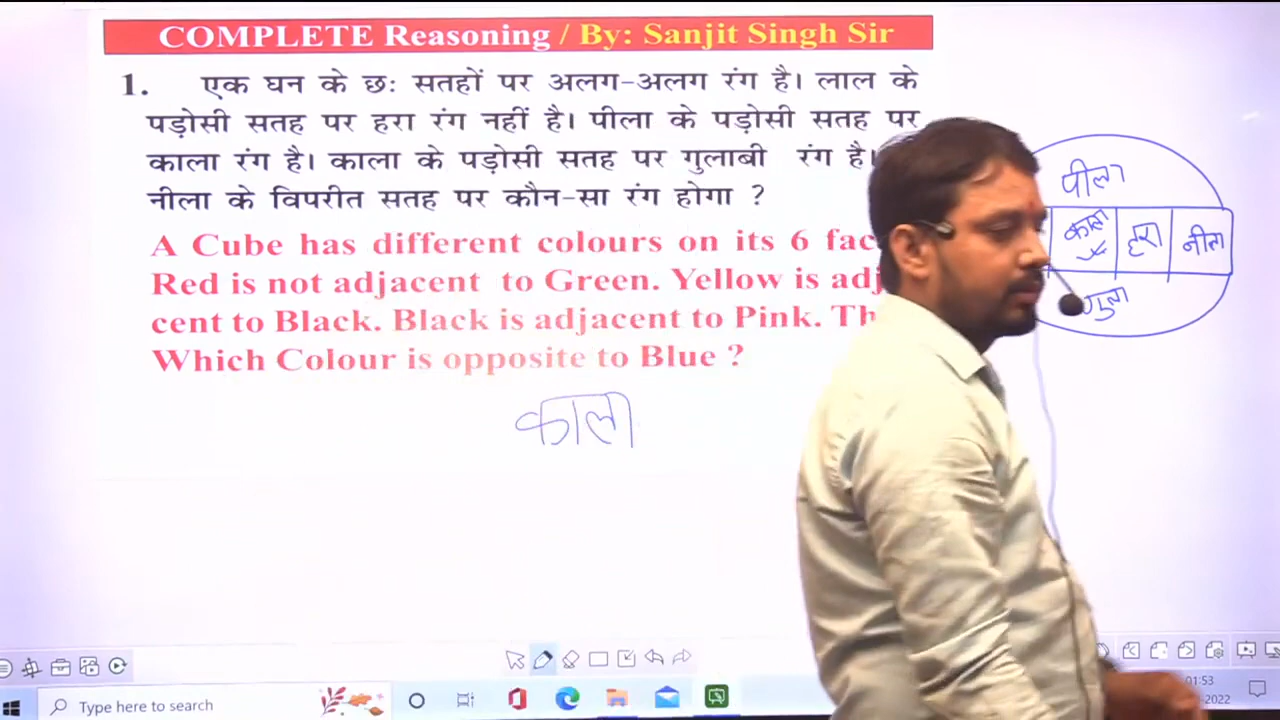 COMPLETE Reasoning / By: Sanjit Singh Sir
1. एक घन के छः सतहों पर अलग-अलग रंग है। लाल के
पड़ोसी सतह पर हरा रंग नहीं है। पीला के पड़ोसी सतह पर
काला रंग है। काला के पड़ोसी सतह पर गुलाबी रंग है।
नीला के विपरीत सतह पर कौन-सा रंग होगा ?
A Cube has different colours on its 6 fac
Red is not adjacent to Green. Yellow is adj
cent to Black. Black is adjacent to Pink. Th
Which Colour is opposite to Blue ?
काला
पीला
काला हरा नीला
गुला
Type here to search
01:53
2022